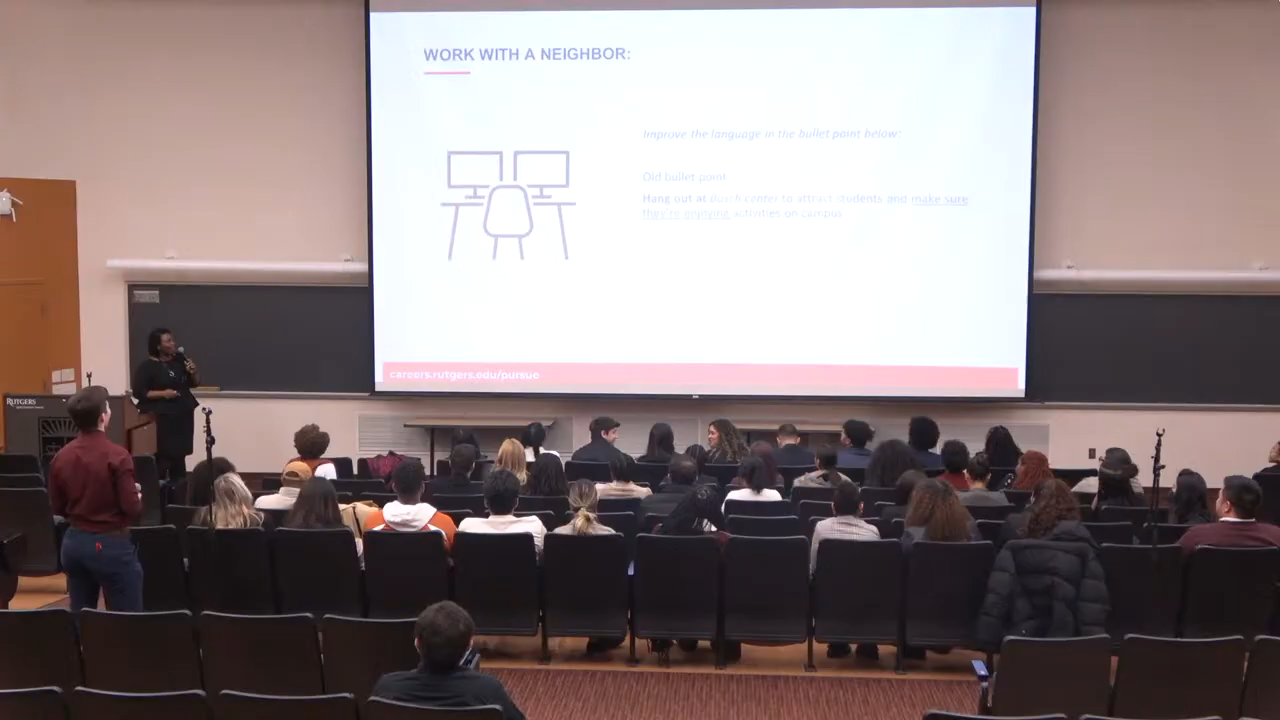 WORK WITH A NEIGHBOR:
Improve the language in the bullet point below:
Old bullet point
Hang out at center to attract students and make sure
they're enjoying activities on campus
careers.rutgers.edu/pursue
RUTGERS